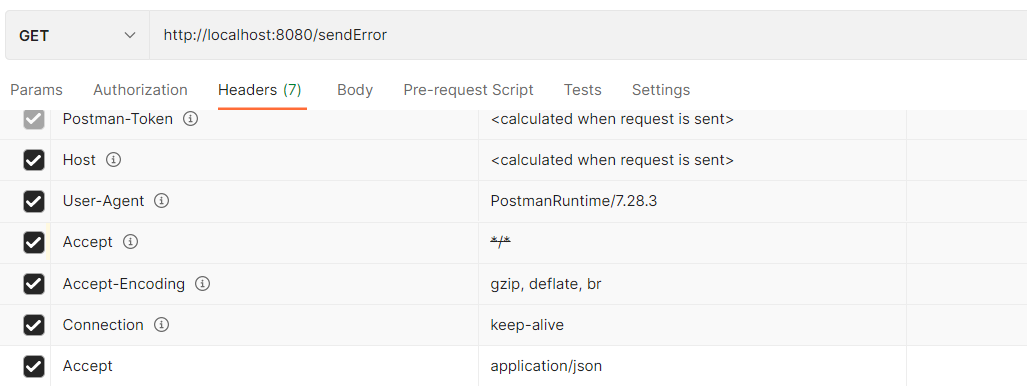 GET http://localhost:8080/sendError
Params Authorization Headers (7) Body Pre-request Script Tests Settings
Postman-Token <calculated when request is sent>
Host <calculated when request is sent>
User-Agent PostmanRuntime/7.28.3
Accept */*
Accept-Encoding gzip, deflate, br
Connection keep-alive
Accept application/json